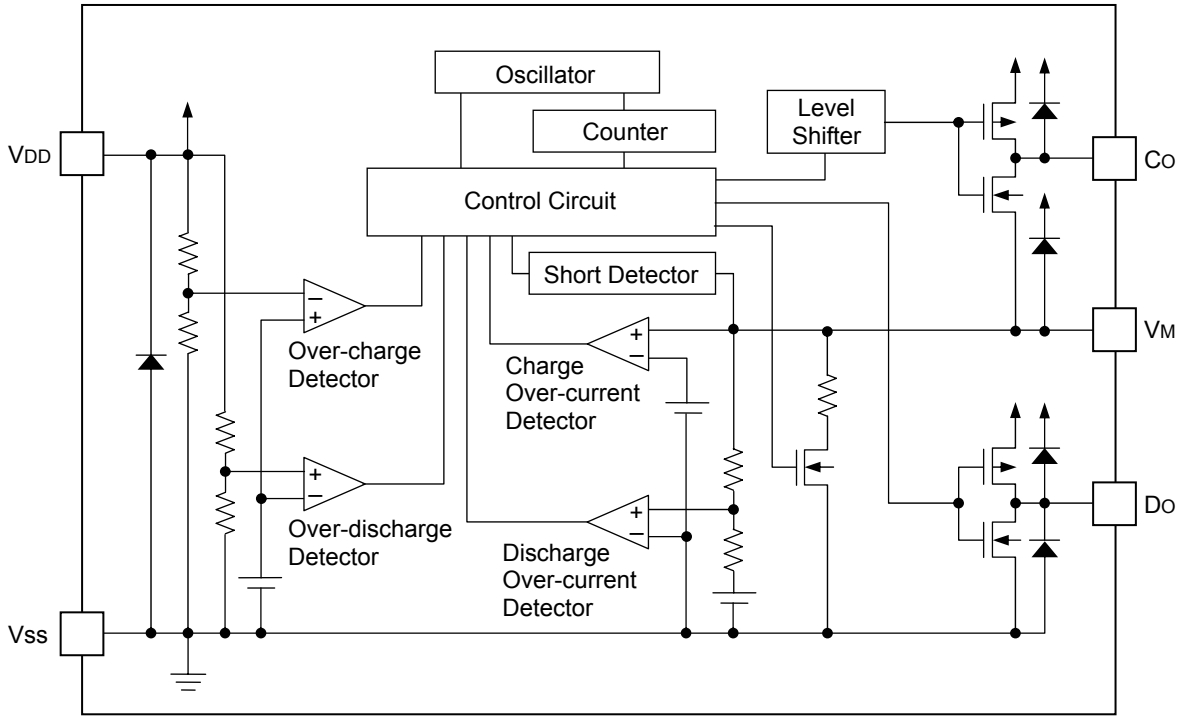 Oscillator
Counter
Level
Shifter
VDD
CO
Control Circuit
Short Detector
−
+
Over-charge
Detector
+
−
Charge
Over-current
Detector
VM
+
−
Over-discharge
Detector
+
−
Discharge
Over-current
Detector
DO
VSS